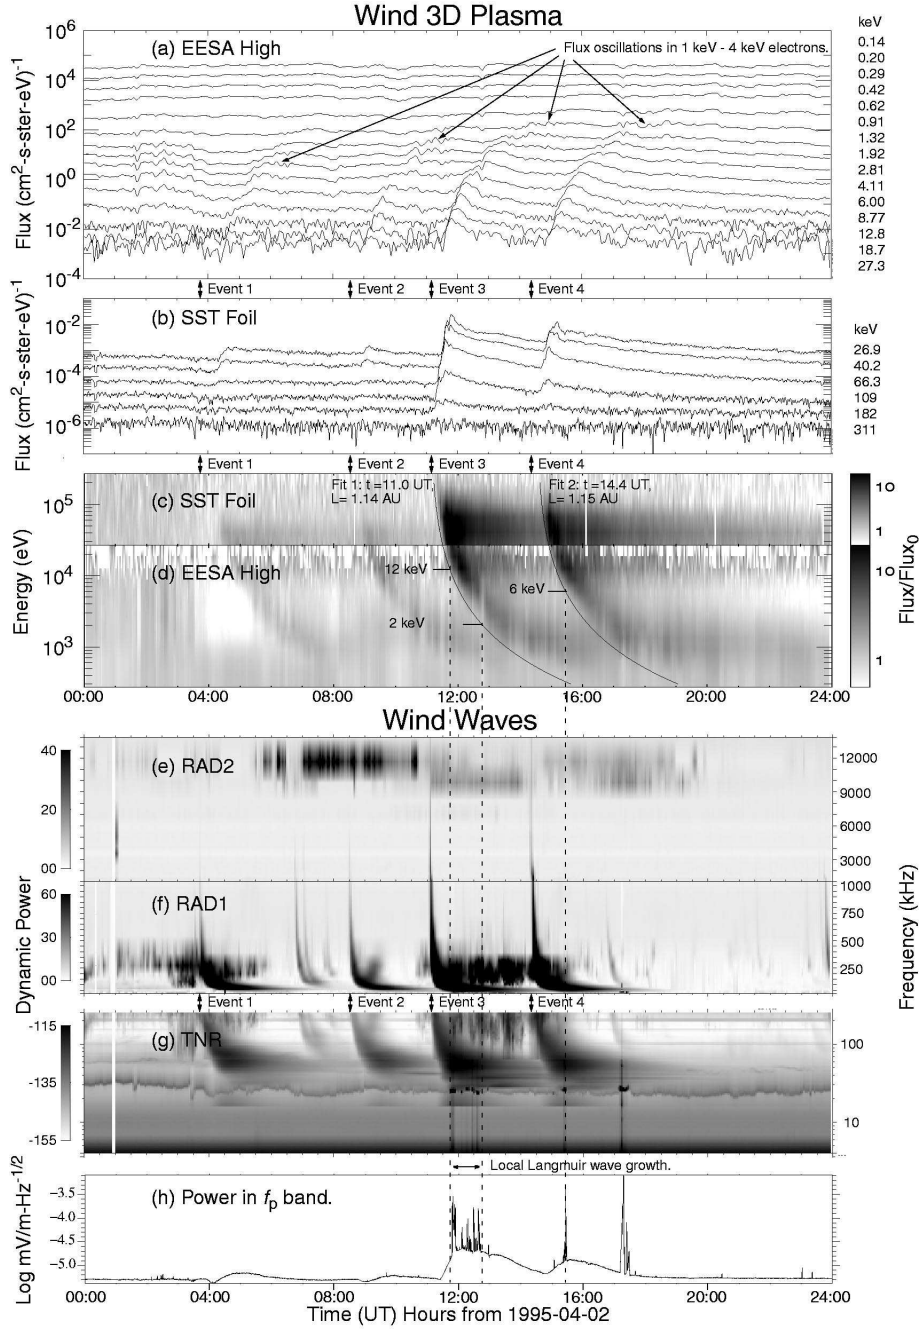 Wind 3D Plasma
(a) EESA High
Flux oscillations in 1 keV - 4 keV electrons.
Flux (cm²-s-ster-eV)⁻¹
10⁶
10⁴
10²
10⁰
10⁻²
10⁻⁴
keV
0.14
0.20
0.29
0.42
0.62
0.91
1.32
1.92
2.81
4.11
6.00
8.77
12.8
18.7
27.3
Event 1 Event 2 Event 3 Event 4
(b) SST Foil
Flux (cm²-s-ster-eV)⁻¹
10⁻²
10⁻⁴
10⁻⁶
keV
26.9
40.2
66.3
109
182
311
Event 1 Event 2 Event 3 Event 4
(c) SST Foil
Fit 1: t =11.0 UT,
L= 1.14 AU
Fit 2: t =14.4 UT,
L= 1.15 AU
(d) EESA High
12 keV
2 keV
6 keV
Energy (eV)
10⁵
10⁴
10³
10
1
10
1
Flux/Flux₀
00:00 04:00 08:00 12:00 16:00 20:00 24:00
Wind Waves
(e) RAD2
40
20
00
12000
9000
6000
3000
(f) RAD1
60
30
00
1000
750
500
250
Dynamic Power
Frequency (kHz)
Event 1 Event 2 Event 3 Event 4
(g) TNR
-115
-135
-155
100
10
Local Langmuir wave growth.
(h) Power in fₚ band.
Log mV/m-Hz⁻¹/²
−3.5
−4.0
−4.5
−5.0
00:00 04:00 08:00 12:00 16:00 20:00 24:00
Time (UT) Hours from 1995-04-02